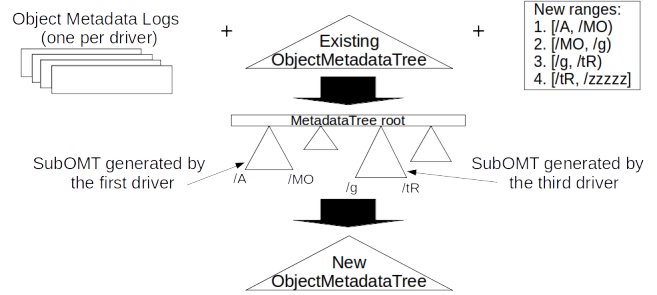 Object Metadata Logs
(one per driver)
+
Existing
ObjectMetadataTree
+
New ranges:
1. [/A, /MO)
2. [/MO, /g)
3. [/g, /tR)
4. [/tR, /zzzzz]
MetadataTree root
SubOMT generated by
the first driver
/A
/MO
/g
/tR
SubOMT generated by
the third driver
New
ObjectMetadataTree